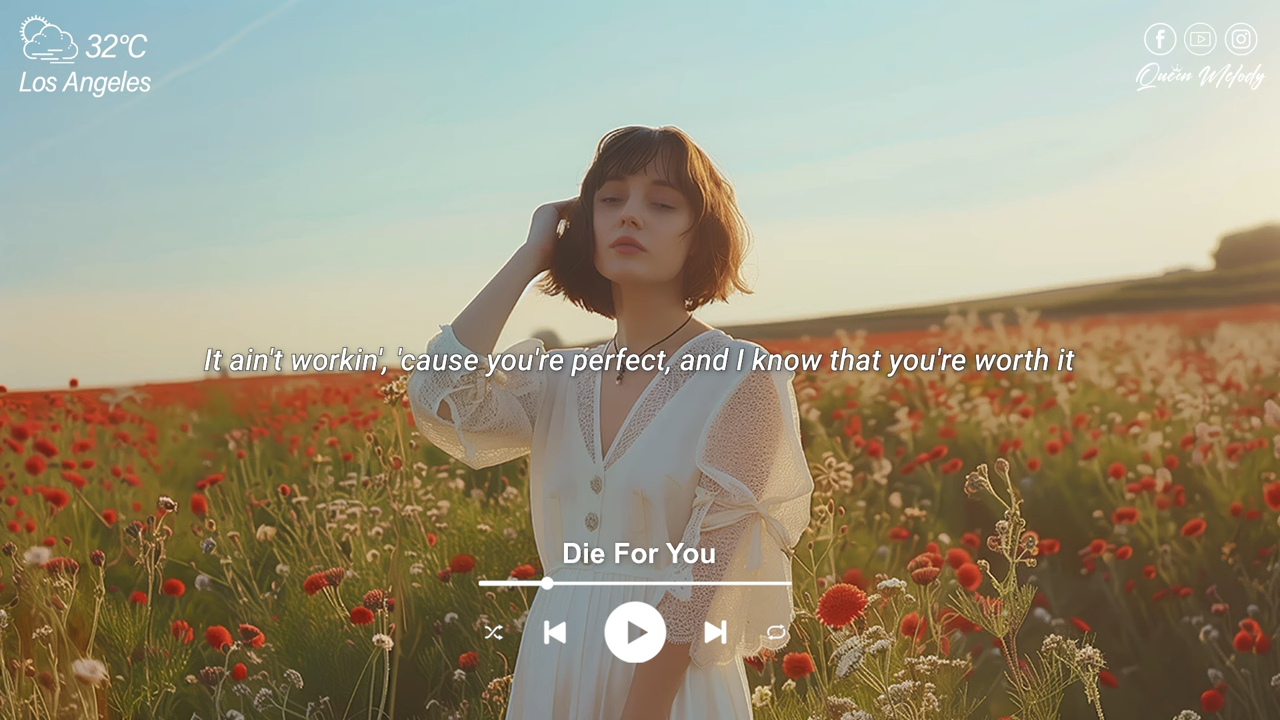 32°C
Los Angeles
Queen Melody
It ain't workin', 'cause you're perfect, and I know that you're worth it
Die For You